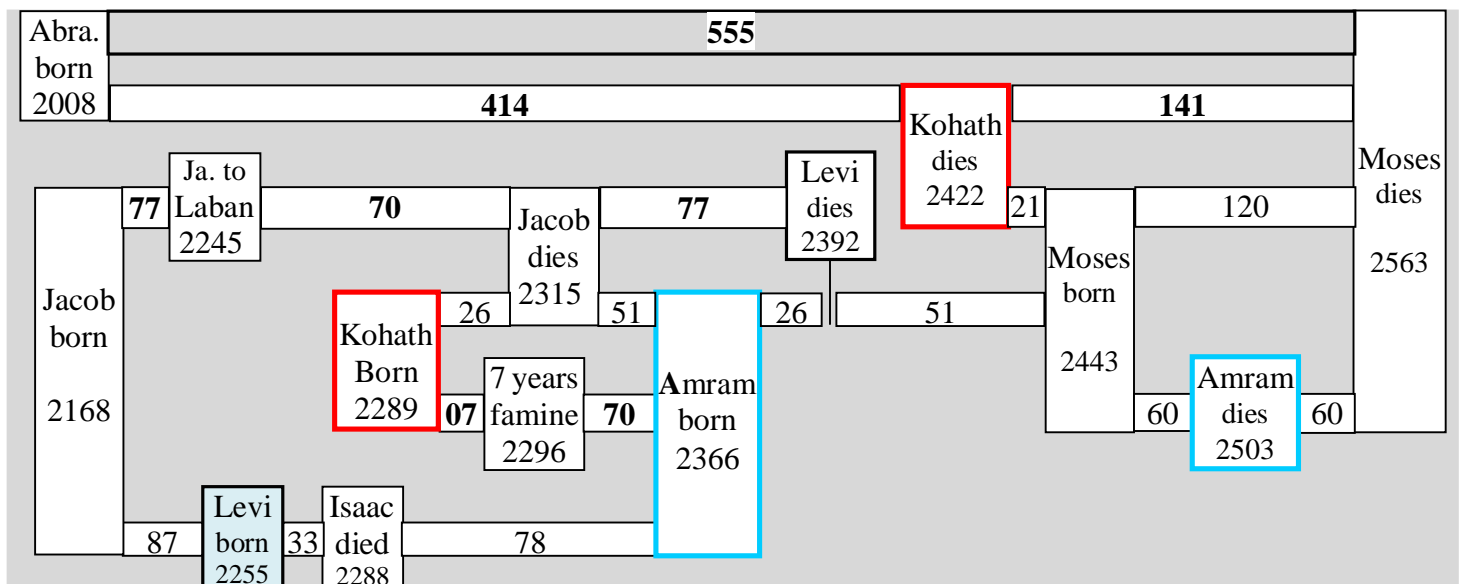 Abra.
born
2008
555
414
141
Kohath
dies
2422
Moses
dies
2563
77
Ja. to
Laban
2245
70
Jacob
dies
2315
77
Levi
dies
2392
21
120
Jacob
born
2168
Kohath
Born
2289
26
51
Amram
born
2366
26
51
Moses
born
2443
07
7 years
famine
2296
70
60
Amram
dies
2503
60
87
Levi
born
2255
33
Isaac
died
2288
78